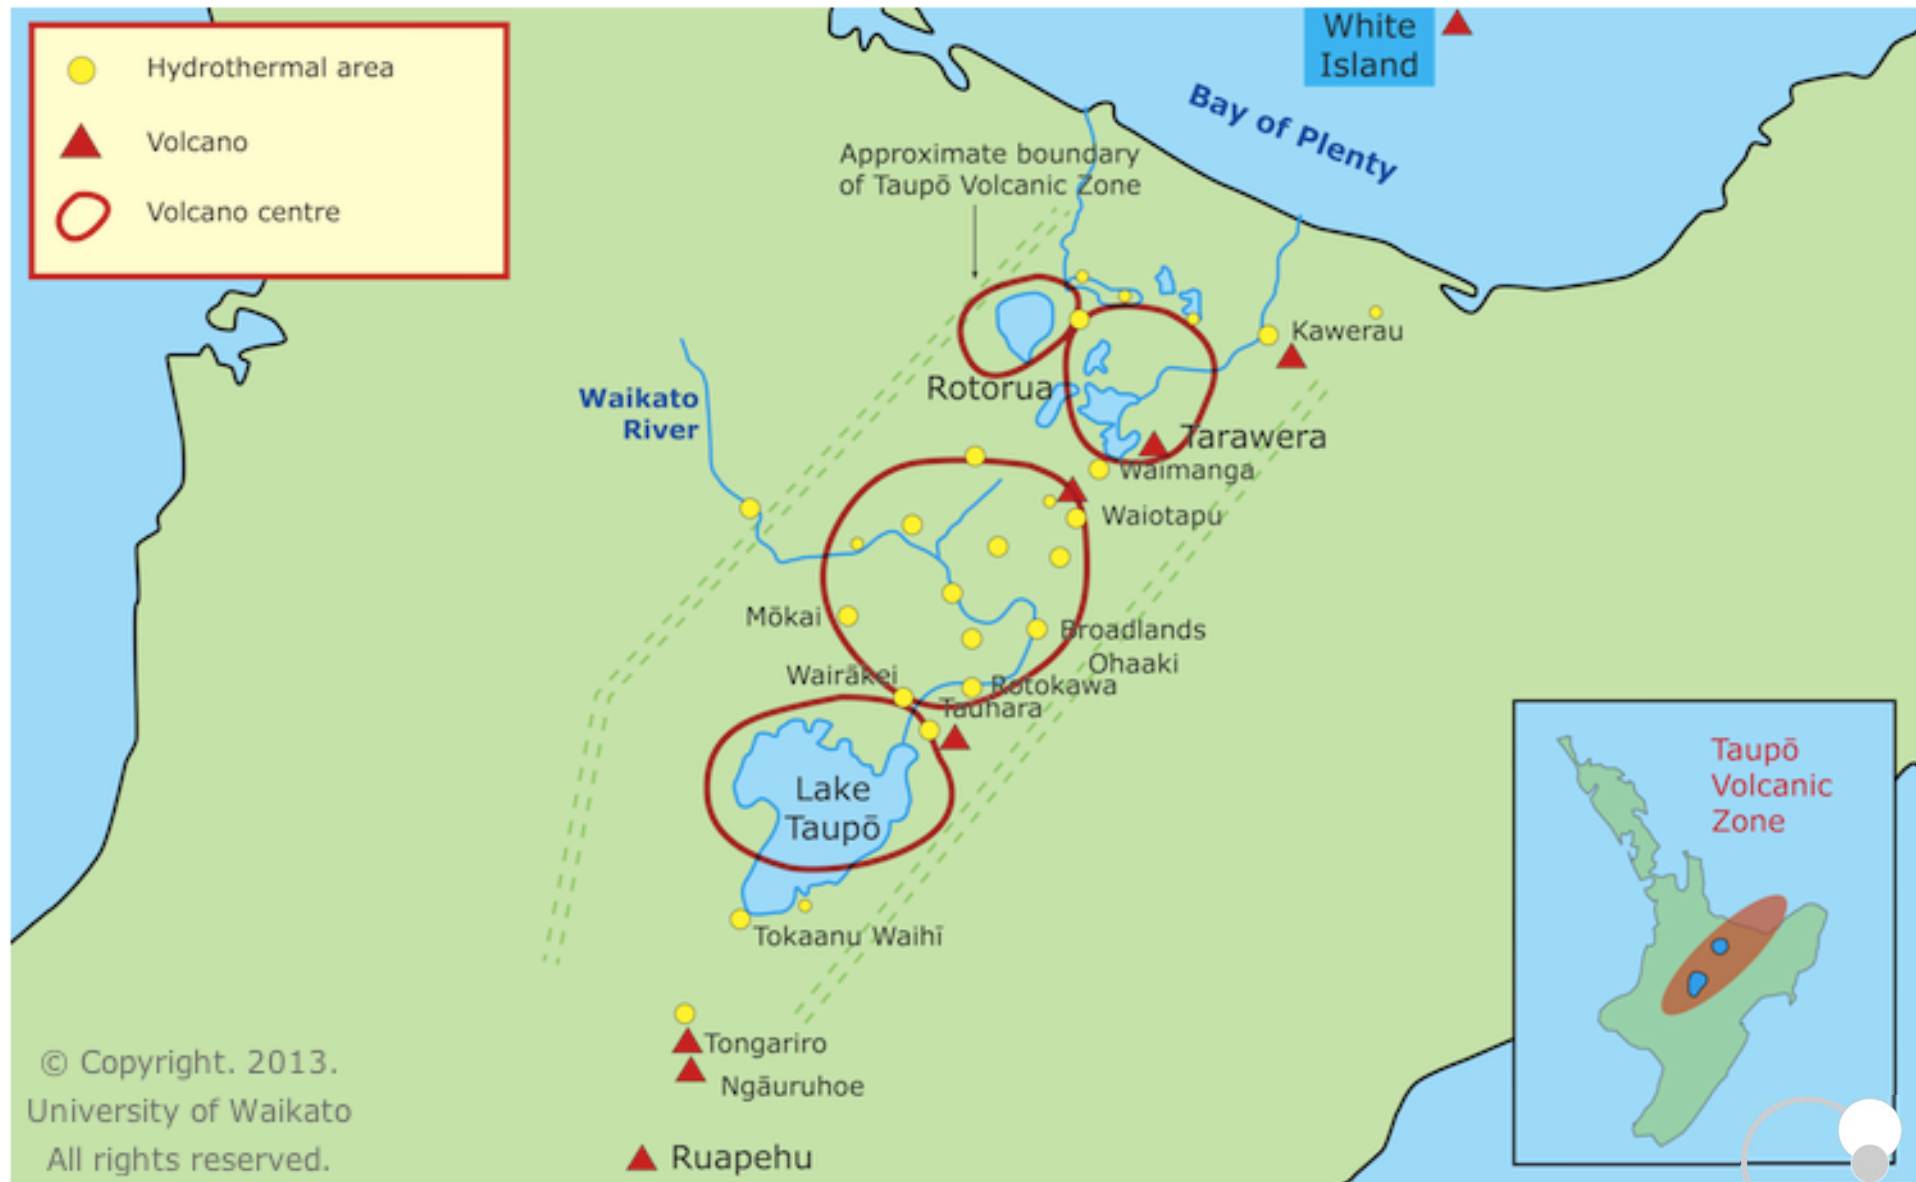 Hydrothermal area
Volcano
Volcano centre
White
Island
Bay of Plenty
Approximate boundary
of Taupō Volcanic Zone
Kawerau
Rotorua
Waikato
River
Tarawera
Waimanga
Waiotapu
Mōkai
Broadlands
Ohaaki
Wairākei
Rotokawa
Tauhara
Lake
Taupō
Tokaanu Waihī
Tongariro
Ngāuruhoe
Ruapehu
Taupō
Volcanic
Zone
© Copyright. 2013.
University of Waikato
All rights reserved.